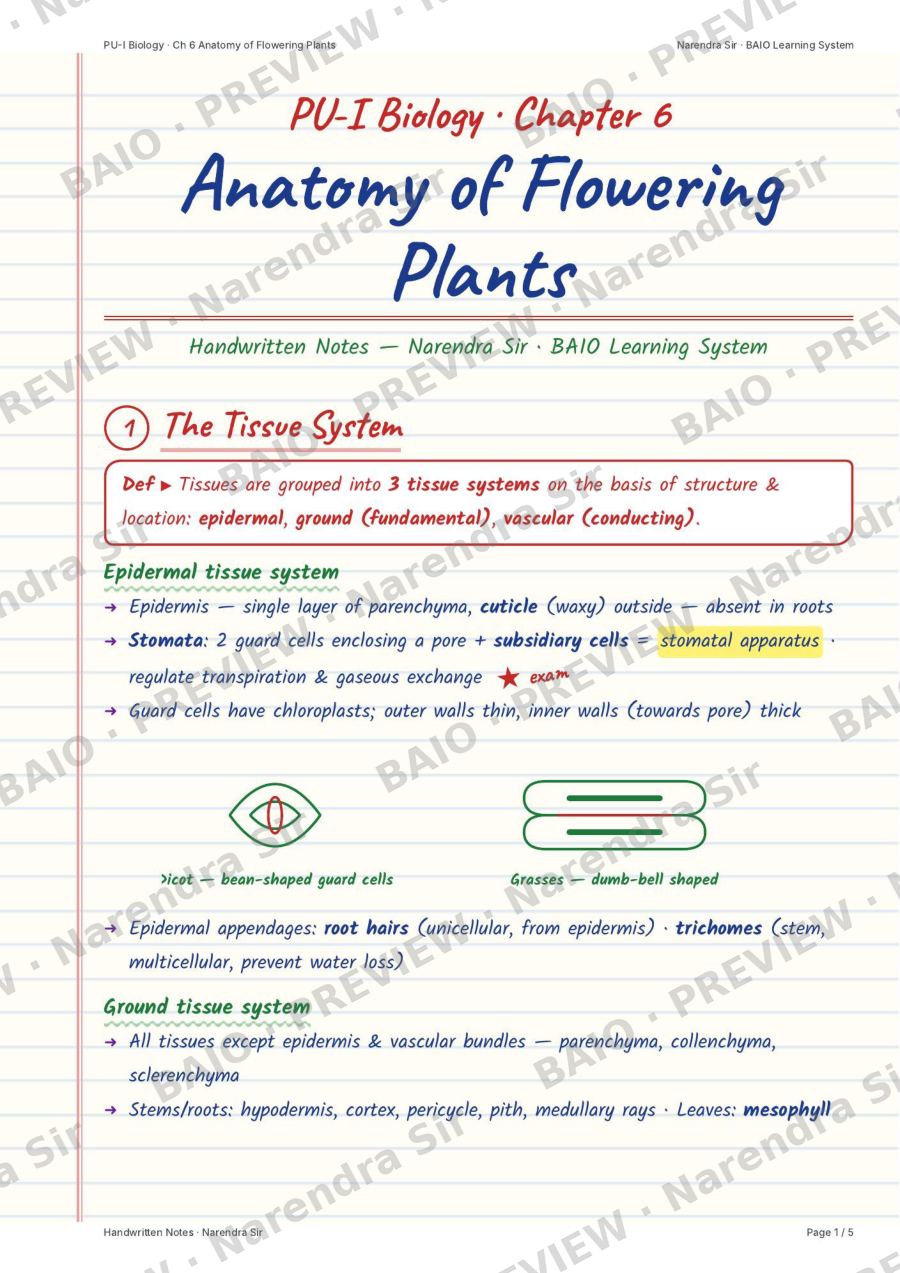 PU-I Biology · Ch 6 Anatomy of Flowering Plants
Narendra Sir · BAIO Learning System
PU-I Biology · Chapter 6
Anatomy of Flowering
Plants
Handwritten Notes — Narendra Sir · BAIO Learning System
1 The Tissue System
Def ▸ Tissues are grouped into 3 tissue systems on the basis of structure &
location: epidermal, ground (fundamental), vascular (conducting).
Epidermal tissue system
→ Epidermis — single layer of parenchyma, cuticle (waxy) outside — absent in roots
→ Stomata: 2 guard cells enclosing a pore + subsidiary cells = stomatal apparatus ·
regulate transpiration & gaseous exchange ★ exam
→ Guard cells have chloroplasts; outer walls thin, inner walls (towards pore) thick
icot — bean-shaped guard cells
Grasses — dumb-bell shaped
→ Epidermal appendages: root hairs (unicellular, from epidermis) · trichomes (stem,
multicellular, prevent water loss)
Ground tissue system
→ All tissues except epidermis & vascular bundles — parenchyma, collenchyma,
sclerenchyma
→ Stems/roots: hypodermis, cortex, pericycle, pith, medullary rays · Leaves: mesophyll
Handwritten Notes · Narendra Sir
Page 1 / 5
BAIO · PREVIEW · Narendra Sir